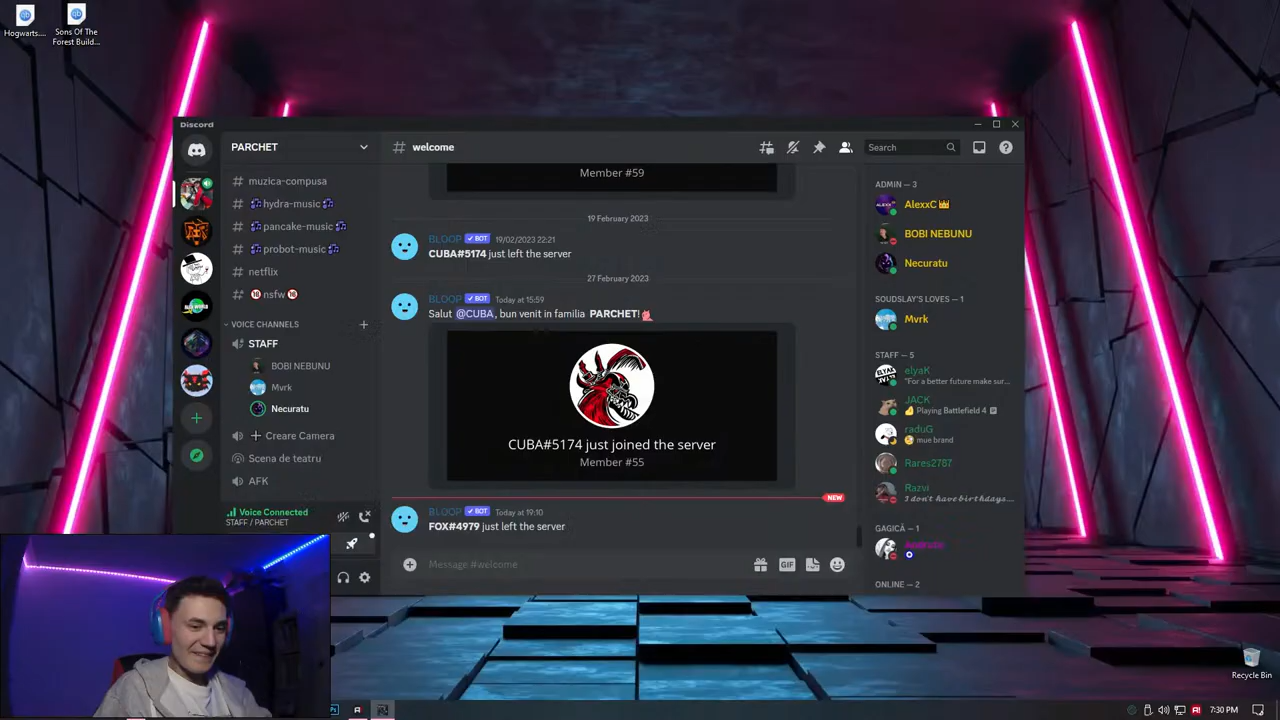 Hogwarts....
Sons Of The
Forest Build...
Discord
PARCHET
# muzica-compusa
# hydra-music
# pancake-music
# probot-music
# netflix
# nsfw
VOICE CHANNELS
STAFF
BOBI NEBUNU
Mvrk
Necuratu
Creare Camera
Scena de teatru
AFK
Voice Connected
STAFF / PARCHET
# welcome
Search
Member #59
19 February 2023
BLOOP BOT 19/02/2023 22:21
CUBA#5174 just left the server
27 February 2023
BLOOP BOT Today at 15:59
Salut @CUBA, bun venit in familia PARCHET!
CUBA#5174 just joined the server
Member #55
NEW
BLOOP BOT Today at 19:10
FOX#4979 just left the server
Message #welcome
GIF
ADMIN — 3
AlexxC
BOBI NEBUNU
Necuratu
SOUDSLAY'S LOVES — 1
Mvrk
STAFF — 5
elyaK
"For a better future make sur...
JACK
Playing Battlefield 4
raduG
mue brand
Rares2787
Razvi
I don't have birthdays...
GAGICĂ — 1
ONLINE — 2
Recycle Bin
7:30 PM